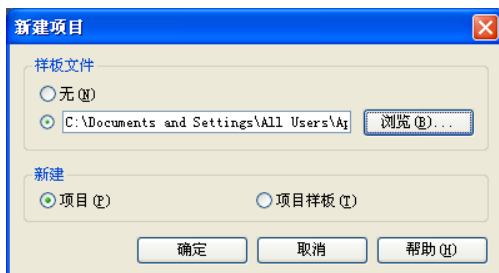 新建项目
样板文件
无(N)
C:\Documents and Settings\All Users\Ap
浏览(B)...
新建
项目(P)
项目样板(T)
确定
取消
帮助(H)